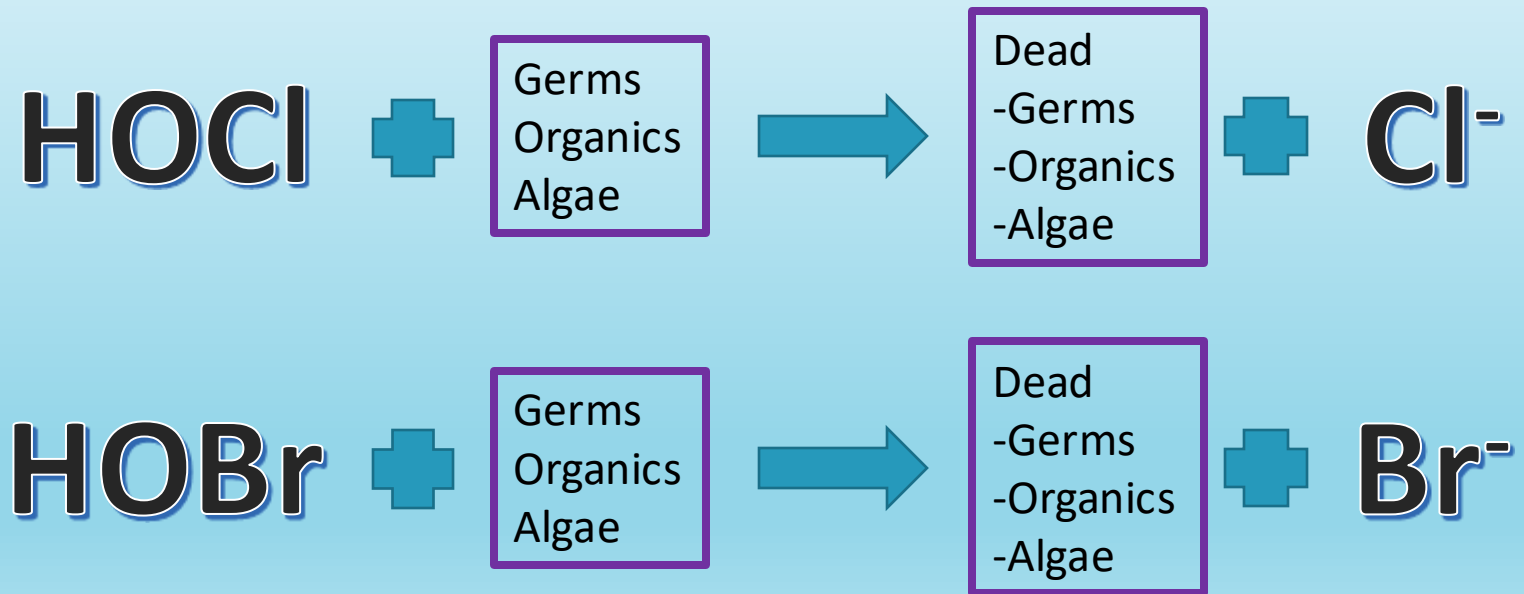 HOCl
Germs
Organics
Algae
Dead
-Germs
-Organics
-Algae
Cl⁻
HOBr
Germs
Organics
Algae
Dead
-Germs
-Organics
-Algae
Br⁻